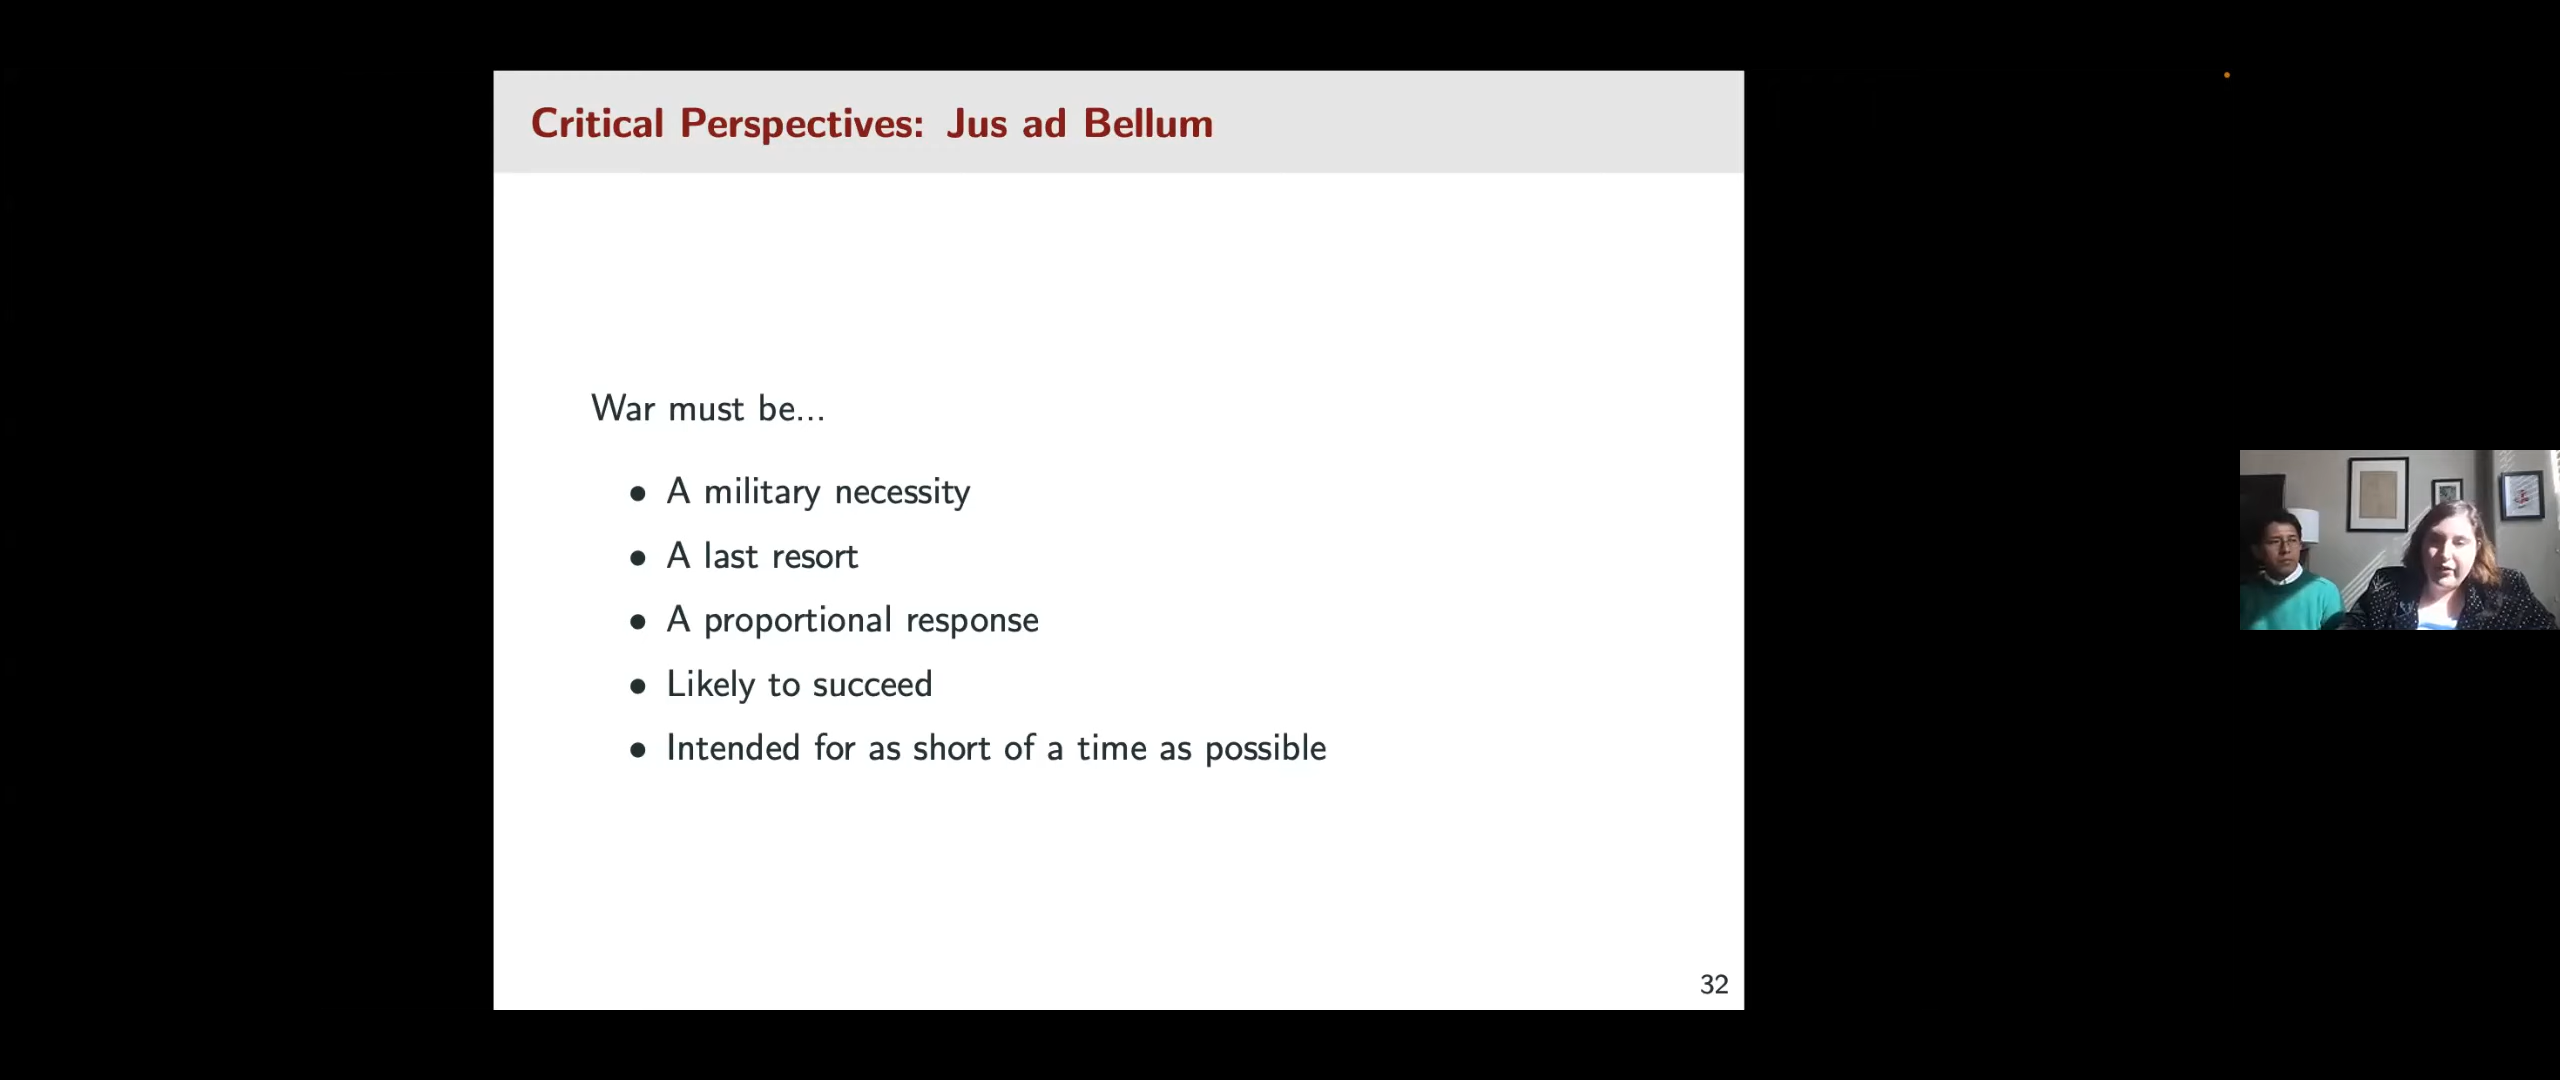 Critical Perspectives: Jus ad Bellum
War must be...
• A military necessity
• A last resort
• A proportional response
• Likely to succeed
• Intended for as short of a time as possible
32